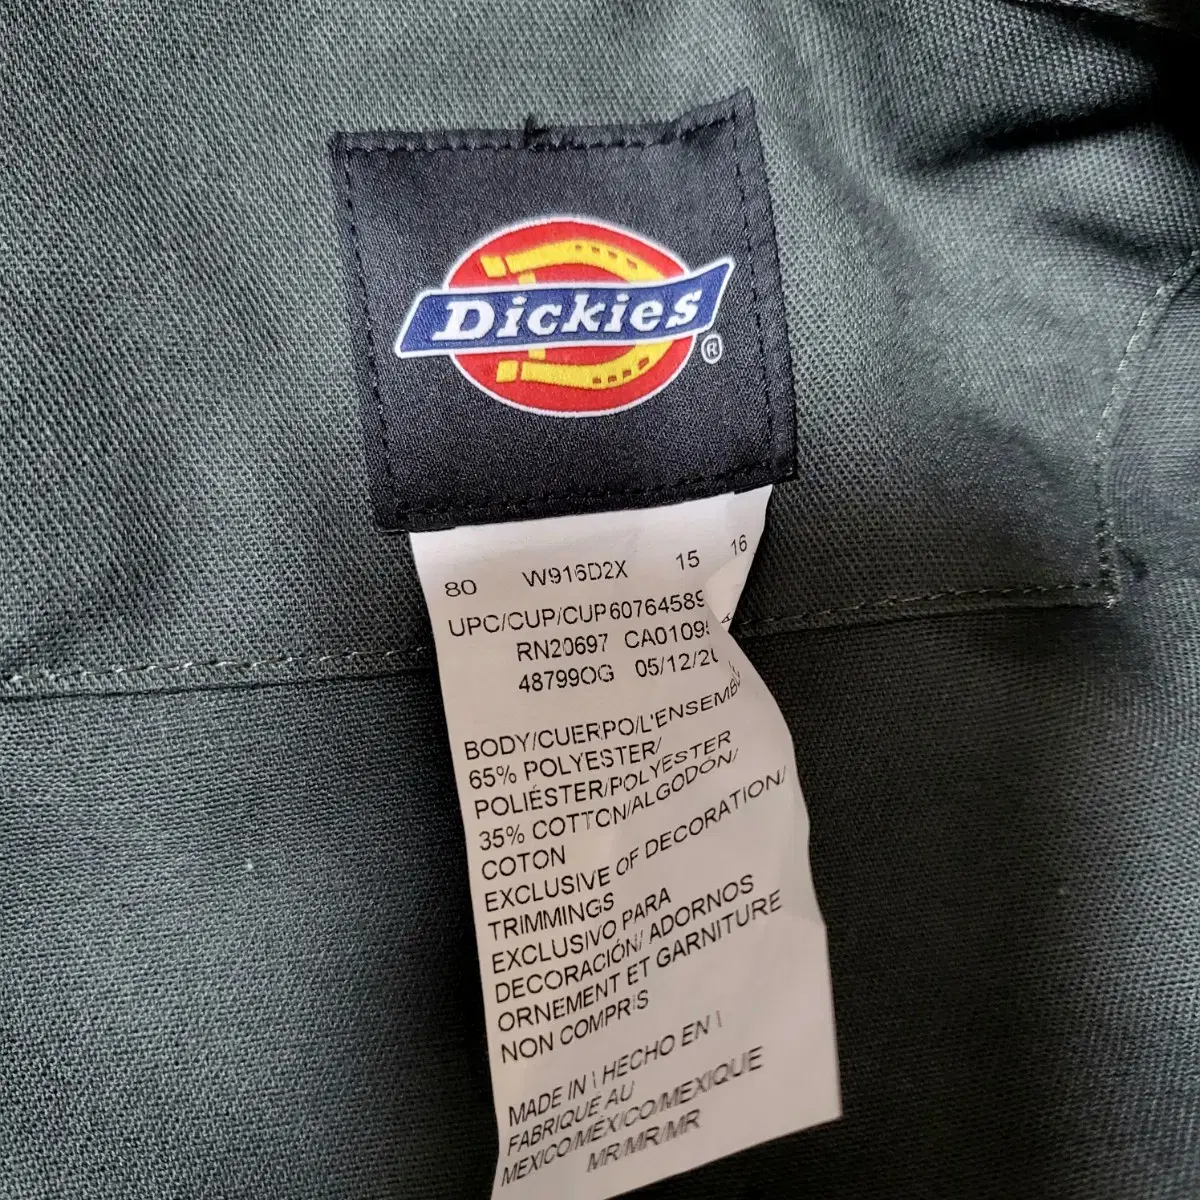 Dickies®
80 W916D2X 15 16
UPC/CUP/CUP60764589
RN20697 CA0109
48799OG 05/12/20
BODY/CUERPO/L'ENSEMB
65% POLYESTER/
POLIÉSTER/POLYESTER
35% COTTON/ALGODÓN/
COTON
EXCLUSIVE OF DECORATION/
TRIMMINGS
EXCLUSIVO PARA
DECORACIÓN/ ADORNOS
ORNEMENT ET GARNITURE
NON COMPRIS
MADE IN \ HECHO EN \
FABRIQUÉ AU
MEXICO/MÉXICO/MEXIQUE
MR/MR/MR